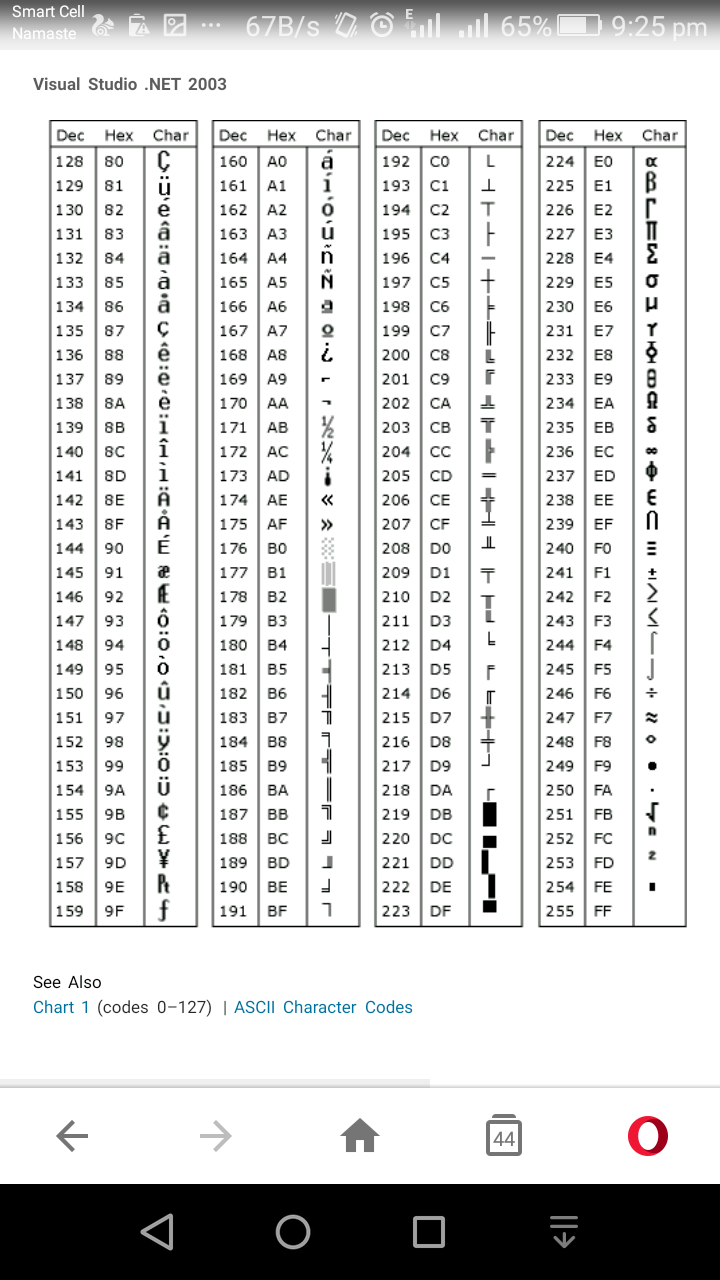 Smart Cell
Namaste
67B/s E 65% 9:25 pm
Visual Studio .NET 2003
Dec Hex Char Dec Hex Char Dec Hex Char Dec Hex Char
128 80 Ç 160 A0 á 192 C0 └ 224 E0 α
129 81 ü 161 A1 í 193 C1 ┴ 225 E1 β
130 82 é 162 A2 ó 194 C2 ┬ 226 E2 Γ
131 83 â 163 A3 ú 195 C3 ├ 227 E3 Π
132 84 ä 164 A4 ñ 196 C4 ─ 228 E4 Σ
133 85 à 165 A5 Ñ 197 C5 ┼ 229 E5 σ
134 86 å 166 A6 ª 198 C6 ╞ 230 E6 µ
135 87 ç 167 A7 º 199 C7 ╟ 231 E7 ϒ
136 88 ê 168 A8 ¿ 200 C8 ╚ 232 E8 Φ
137 89 ë 169 A9 ⌐ 201 C9 ╔ 233 E9 θ
138 8A è 170 AA ¬ 202 CA ╩ 234 EA Ω
139 8B ï 171 AB ½ 203 CB ╦ 235 EB δ
140 8C î 172 AC ¼ 204 CC ╠ 236 EC ∞
141 8D ì 173 AD ¡ 205 CD ═ 237 ED ϕ
142 8E Ä 174 AE « 206 CE ╬ 238 EE ϵ
143 8F Å 175 AF » 207 CF ╧ 239 EF ∩
144 90 É 176 B0 ░ 208 D0 ╨ 240 F0 ≡
145 91 æ 177 B1 ▒ 209 D1 ╤ 241 F1 ±
146 92 Æ 178 B2 ▓ 210 D2 ╥ 242 F2 ≥
147 93 ô 179 B3 │ 211 D3 ╙ 243 F3 ≤
148 94 ö 180 B4 ┤ 212 D4 ╘ 244 F4 ⌠
149 95 ò 181 B5 ╡ 213 D5 ╒ 245 F5 ⌡
150 96 û 182 B6 ╢ 214 D6 ╓ 246 F6 ÷
151 97 ù 183 B7 ╖ 215 D7 ╫ 247 F7 ≈
152 98 ÿ 184 B8 ╕ 216 D8 ╪ 248 F8 °
153 99 Ö 185 B9 ╣ 217 D9 ┘ 249 F9 •
154 9A Ü 186 BA ║ 218 DA ┌ 250 FA ·
155 9B ¢ 187 BB ╗ 219 DB █ 251 FB √
156 9C £ 188 BC ╝ 220 DC ▄ 252 FC ⁿ
157 9D ¥ 189 BD ╜ 221 DD ▌ 253 FD ²
158 9E ₧ 190 BE ╛ 222 DE ▐ 254 FE ■
159 9F ƒ 191 BF ┐ 223 DF ▀ 255 FF
See Also
Chart 1 (codes 0–127) | ASCII Character Codes
44